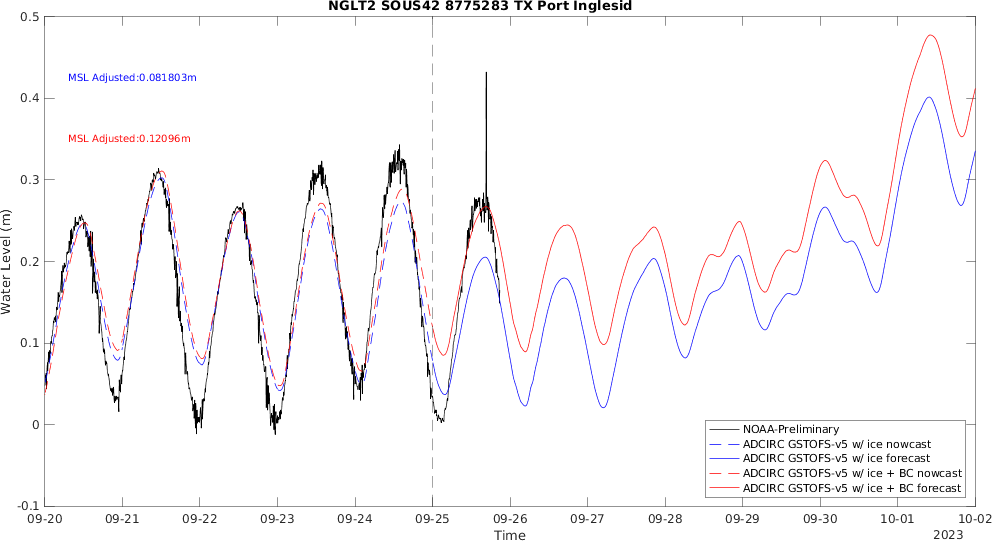 NGLT2 SOUS42 8775283 TX Port Inglesid
MSL Adjusted:0.081803m
MSL Adjusted:0.12096m
Water Level (m)
0.5
0.4
0.3
0.2
0.1
0
-0.1
NOAA-Preliminary
ADCIRC GSTOFS-v5 w/ ice nowcast
ADCIRC GSTOFS-v5 w/ ice forecast
ADCIRC GSTOFS-v5 w/ ice + BC nowcast
ADCIRC GSTOFS-v5 w/ ice + BC forecast
09-20 09-21 09-22 09-23 09-24 09-25 09-26 09-27 09-28 09-29 09-30 10-01 10-02
Time
2023